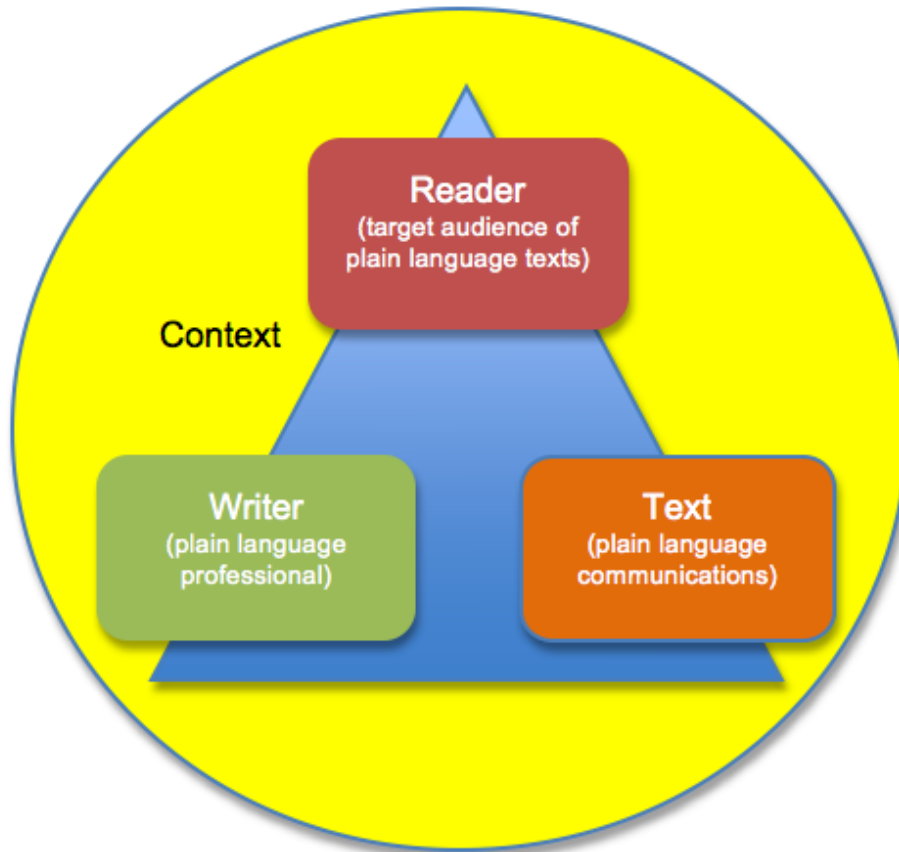 Reader
(target audience of
plain language texts)
Context
Writer
(plain language
professional)
Text
(plain language
communications)